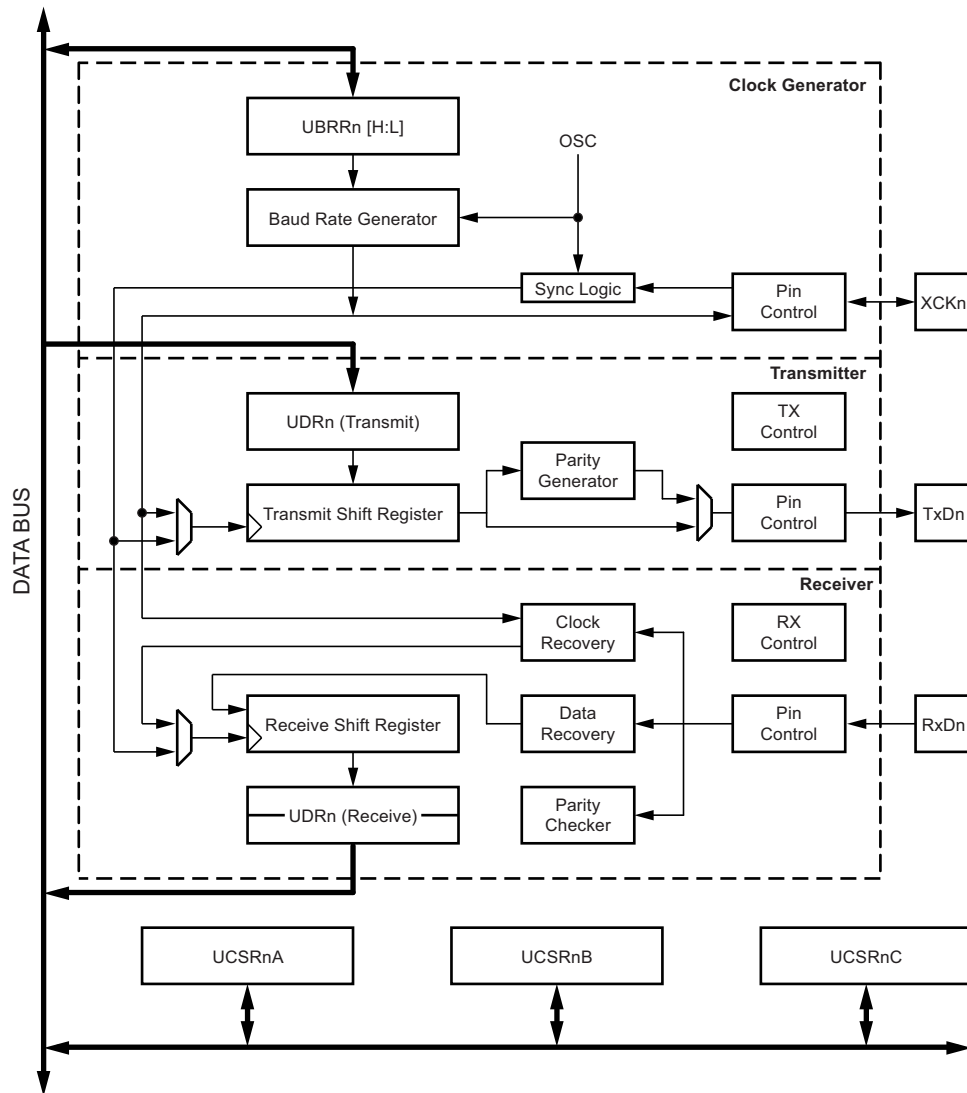 Clock Generator
UBRRn [H:L]
OSC
Baud Rate Generator
Sync Logic
Pin
Control
XCKn
Transmitter
UDRn (Transmit)
TX
Control
Parity
Generator
Transmit Shift Register
Pin
Control
TxDn
DATA BUS
Receiver
Clock
Recovery
RX
Control
Receive Shift Register
Data
Recovery
Pin
Control
RxDn
UDRn (Receive)
Parity
Checker
UCSRnA
UCSRnB
UCSRnC